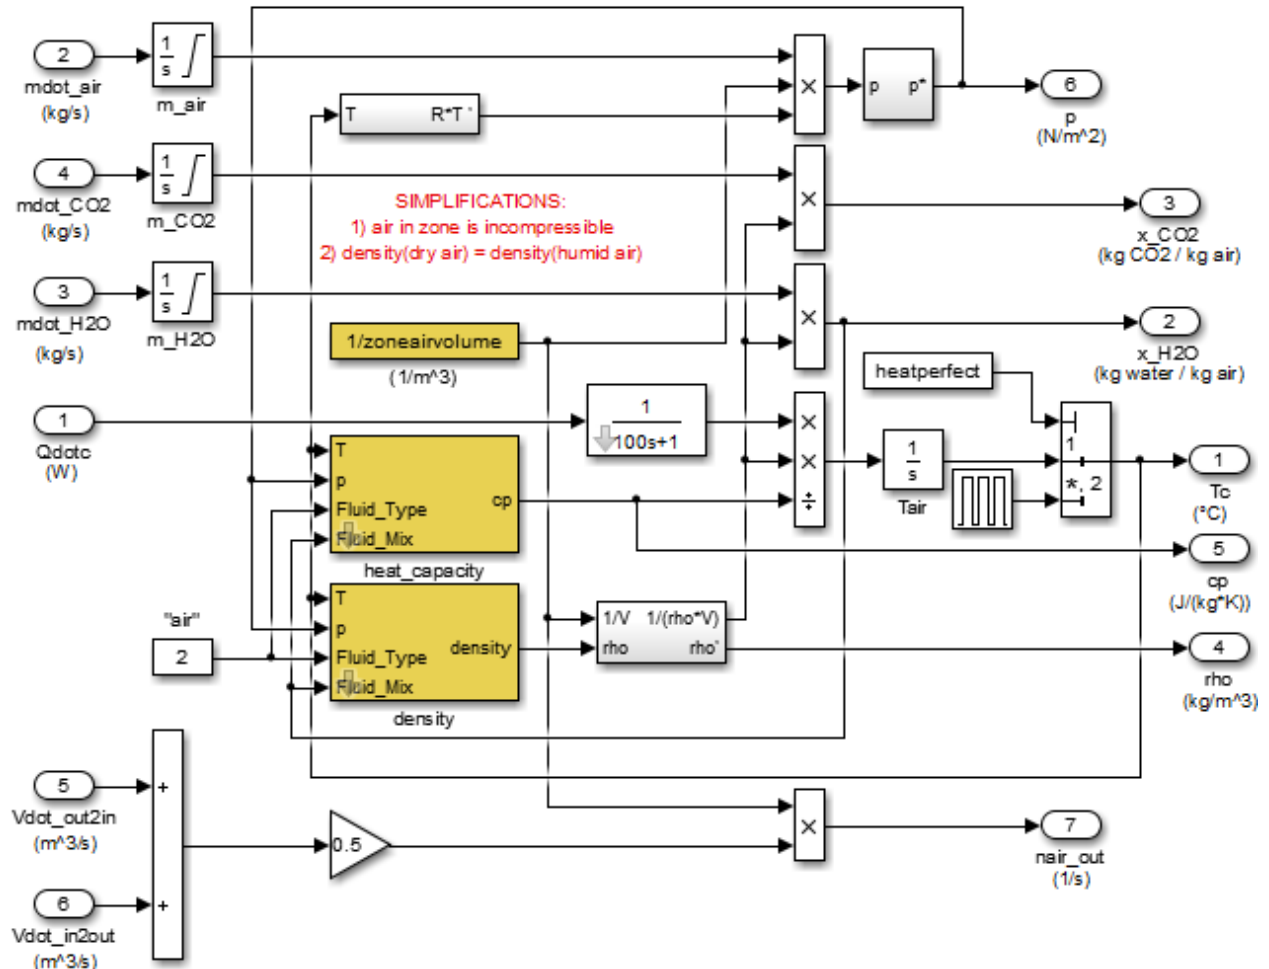 2
mdot_air
(kg/s)
1
s
m_air
T
R*T'
×
p
p*
6
p
(N/m^2)
4
mdot_CO2
(kg/s)
1
s
m_CO2
SIMPLIFICATIONS:
1) air in zone is incompressible
2) density(dry air) = density(humid air)
×
3
x_CO2
(kg CO2 / kg air)
3
mdot_H2O
(kg/s)
1
s
m_H2O
1/zoneairvolume
(1/m^3)
×
2
x_H2O
(kg water / kg air)
heatperfect
1
Qdotc
(W)
1
100s+1
×
×
÷
1
s
Tair
1
*, 2
1
Tc
(°C)
T
p
Fluid_Type
Fluid_Mix
cp
heat_capacity
5
cp
(J/(kg*K))
"air"
2
T
p
Fluid_Type
Fluid_Mix
density
density
1/V
rho
1/(rho*V)
rho'
4
rho
(kg/m^3)
5
Vdot_out2in
(m^3/s)
+
+
0.5
×
7
nair_out
(1/s)
6
Vdot_in2out
(m^3/s)